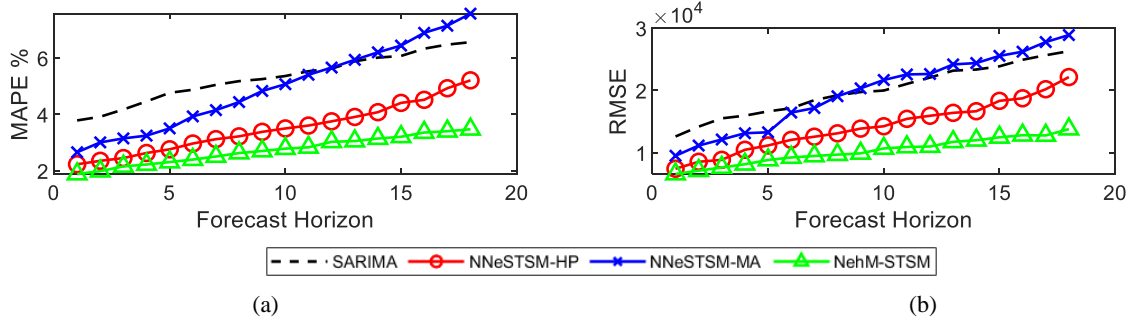 MAPE %
6
4
2
0
5
10
15
20
Forecast Horizon
×10⁴
RMSE
3
2
1
0
5
10
15
20
Forecast Horizon
SARIMA NNeSTSM-HP NNeSTSM-MA NehM-STSM
(a) (b)